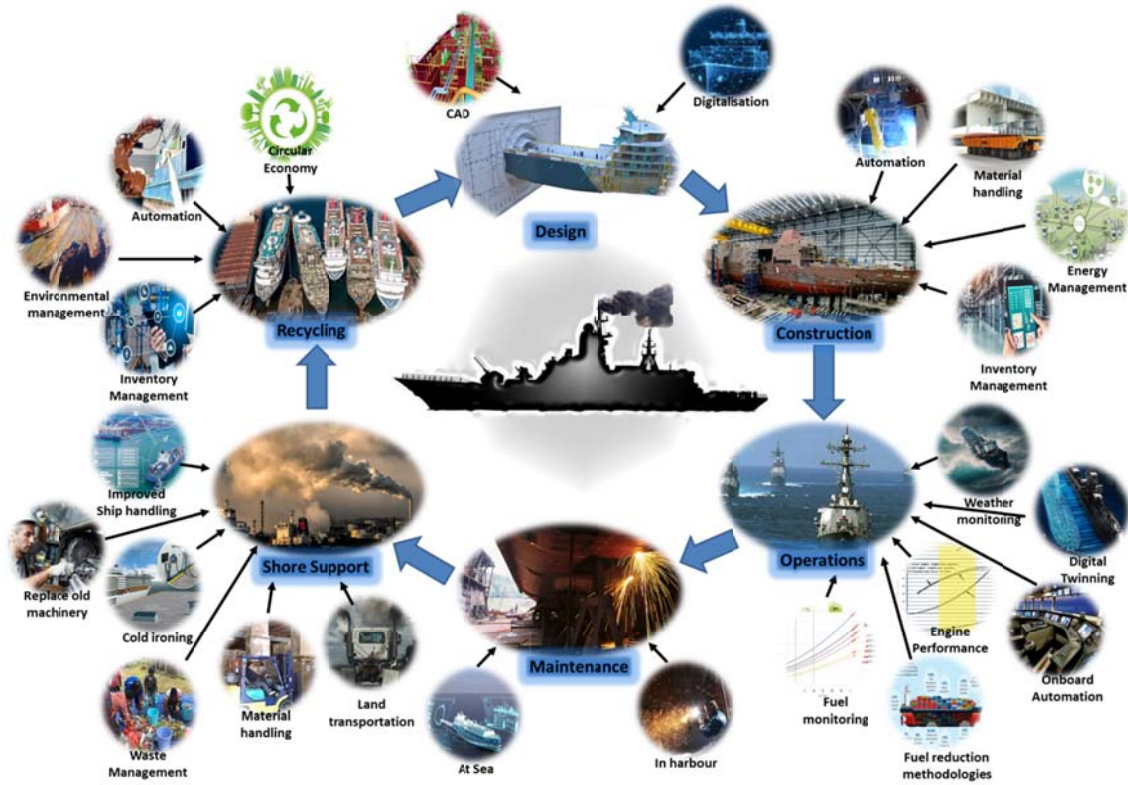 CAD
Digitalisation
Design
Automation
Material
handling
Energy
Management
Inventory
Management
Construction
Weather
monitoring
Digital
Twinning
Onboard
Automation
Engine
Performance
Fuel reduction
methodologies
Fuel
monitoring
Operations
In harbour
At Sea
Maintenance
Land
transportation
Material
handling
Waste
Management
Cold ironing
Replace old
machinery
Improved
Ship handling
Shore Support
Inventory
Management
Environmental
management
Automation
Circular
Economy
Recycling